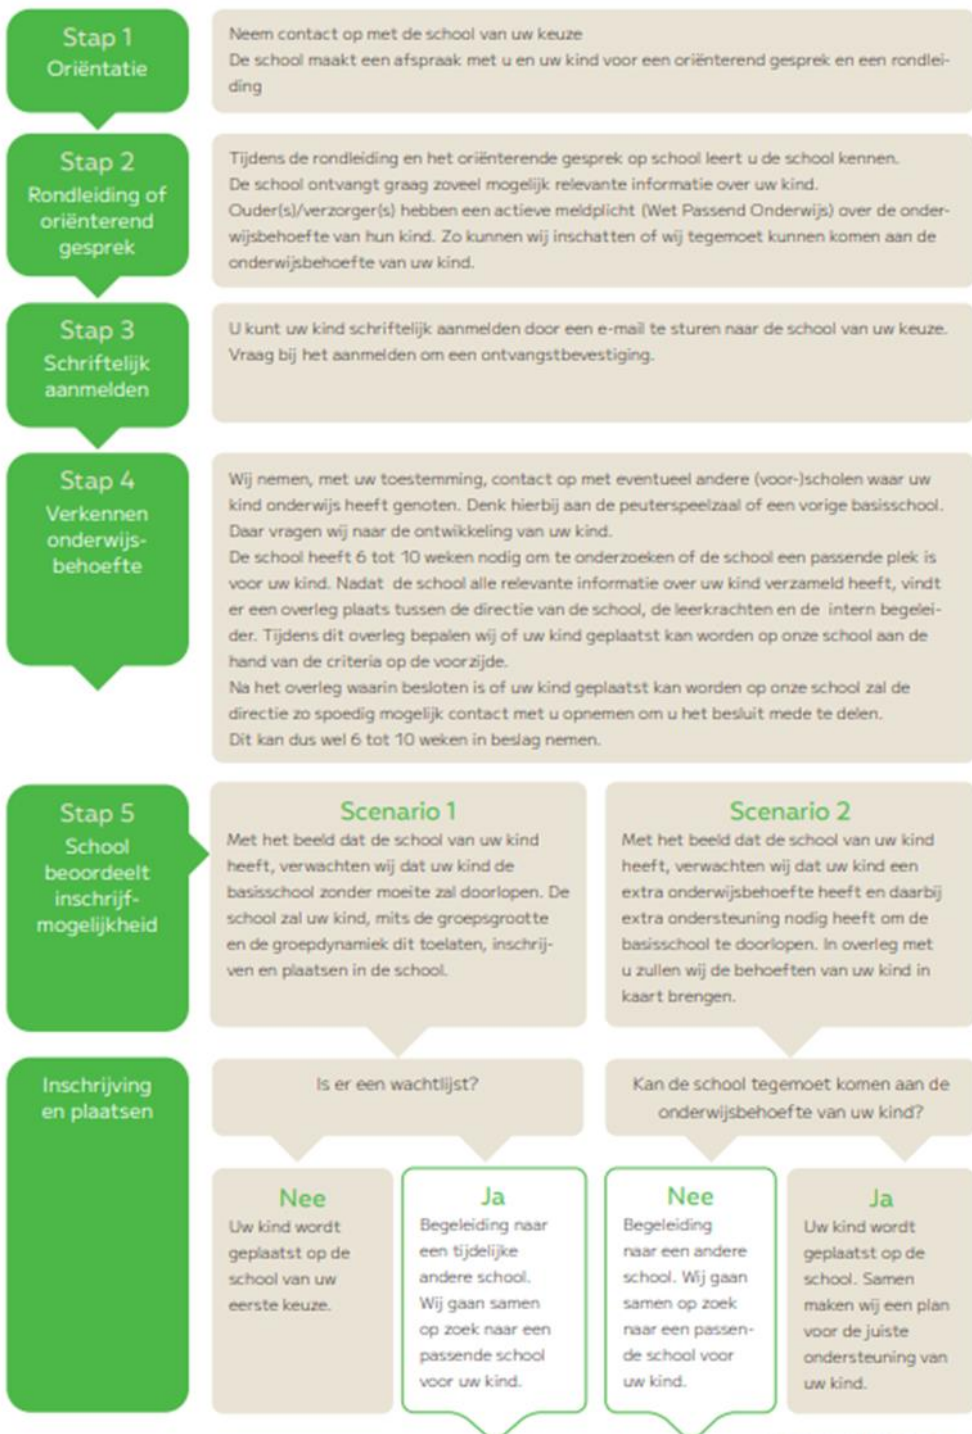 Stap 1
Oriëntatie
Neem contact op met de school van uw keuze
De school maakt een afspraak met u en uw kind voor een oriënterend gesprek en een rondlei-
ding
Stap 2
Rondleiding of
oriënterend
gesprek
Tijdens de rondleiding en het oriënterende gesprek op school leert u de school kennen.
De school ontvangt graag zoveel mogelijk relevante informatie over uw kind.
Ouder(s)/verzorger(s) hebben een actieve meldplicht (Wet Passend Onderwijs) over de onder-
wijsbehoefte van hun kind. Zo kunnen wij inschatten of wij tegemoet kunnen komen aan de
onderwijsbehoefte van uw kind.
Stap 3
Schriftelijk
aanmelden
U kunt uw kind schriftelijk aanmelden door een e-mail te sturen naar de school van uw keuze.
Vraag bij het aanmelden om een ontvangstbevestiging.
Stap 4
Verkennen
onderwijs-
behoefte
Wij nemen, met uw toestemming, contact op met eventueel andere (voor-)scholen waar uw
kind onderwijs heeft genoten. Denk hierbij aan de peuterspeelzaal of een vorige basisschool.
Daar vragen wij naar de ontwikkeling van uw kind.
De school heeft 6 tot 10 weken nodig om te onderzoeken of de school een passende plek is
voor uw kind. Nadat de school alle relevante informatie over uw kind verzameld heeft, vindt
er een overleg plaats tussen de directie van de school, de leerkrachten en de intern begelei-
der. Tijdens dit overleg bepalen wij of uw kind geplaatst kan worden op onze school aan de
hand van de criteria op de voorzijde.
Na het overleg waarin besloten is of uw kind geplaatst kan worden op onze school zal de
directie zo spoedig mogelijk contact met u opnemen om u het besluit mede te delen.
Dit kan dus wel 6 tot 10 weken in beslag nemen.
Stap 5
School
beoordeelt
inschrijf-
mogelijkheid
Scenario 1
Met het beeld dat de school van uw kind
heeft, verwachten wij dat uw kind de
basisschool zonder moeite zal doorlopen. De
school zal uw kind, mits de groepsgrootte
en de groepdynamiek dit toelaten, inschrij-
ven en plaatsen in de school.
Scenario 2
Met het beeld dat de school van uw kind
heeft, verwachten wij dat uw kind een
extra onderwijsbehoefte heeft en daarbij
extra ondersteuning nodig heeft om de
basisschool te doorlopen. In overleg met
u zullen wij de behoeften van uw kind in
kaart brengen.
Inschrijving
en plaatsen
Is er een wachtlijst?
Kan de school tegemoet komen aan de
onderwijsbehoefte van uw kind?
Nee
Uw kind wordt
geplaatst op de
school van uw
eerste keuze.
Ja
Begeleiding naar
een tijdelijke
andere school.
Wij gaan samen
op zoek naar een
passende school
voor uw kind.
Nee
Begeleiding
naar een andere
school. Wij gaan
samen op zoek
naar een passen-
de school voor
uw kind.
Ja
Uw kind wordt
geplaatst op de
school. Samen
maken wij een plan
voor de juiste
ondersteuning van
uw kind.